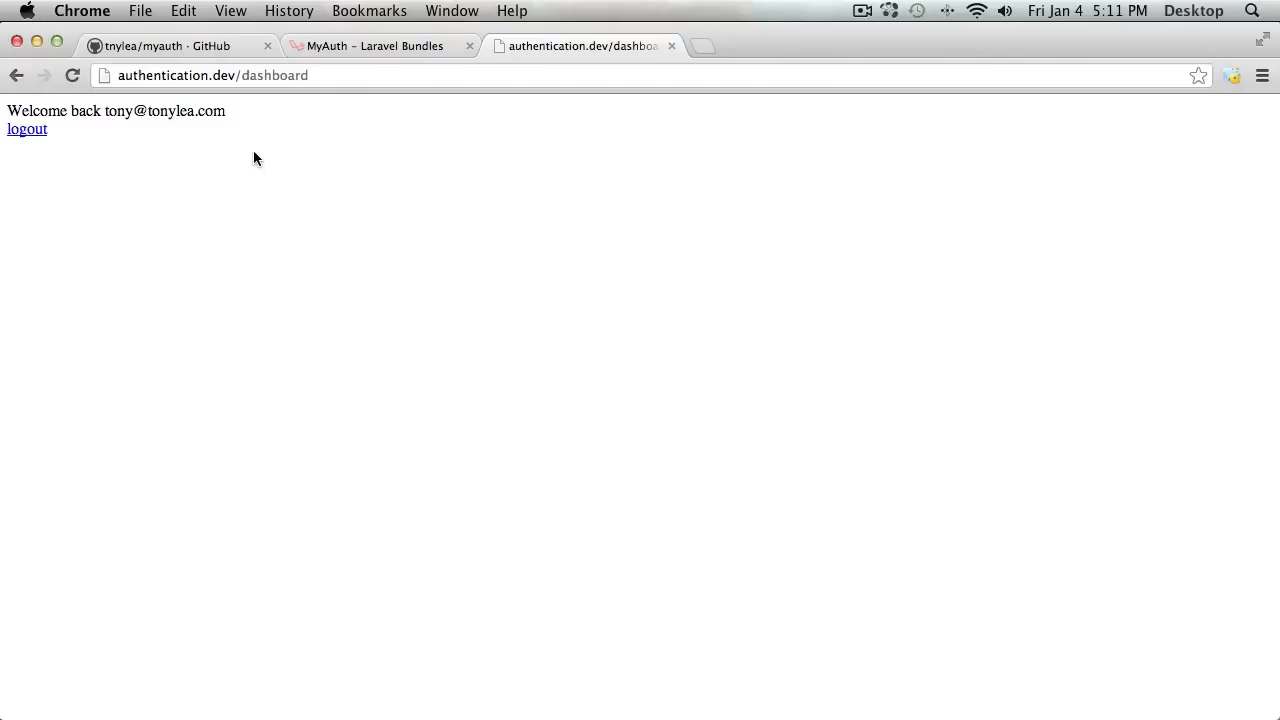 Chrome File Edit View History Bookmarks Window Help Fri Jan 4 5:11 PM Desktop
tnylea/myauth · GitHub MyAuth – Laravel Bundles authentication.dev/dashboa
authentication.dev/dashboard
Welcome back tony@tonylea.com
logout